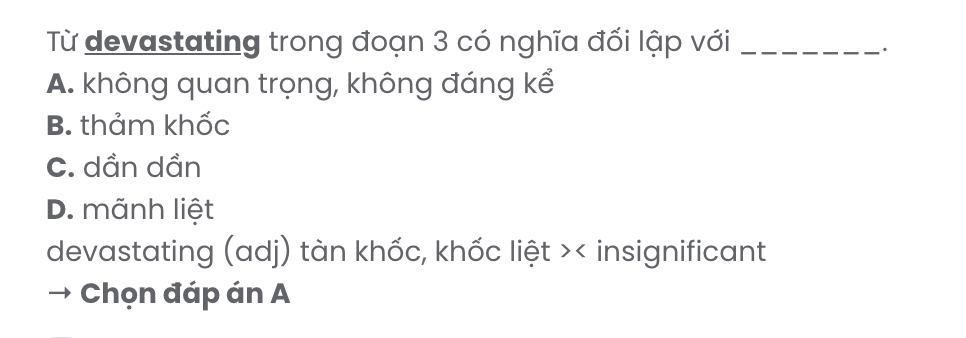 Từ devastating trong đoạn 3 có nghĩa đối lập với _______.
A. không quan trọng, không đáng kể
B. thảm khốc
C. dần dần
D. mãnh liệt
devastating (adj) tàn khốc, khốc liệt >< insignificant
→ Chọn đáp án A